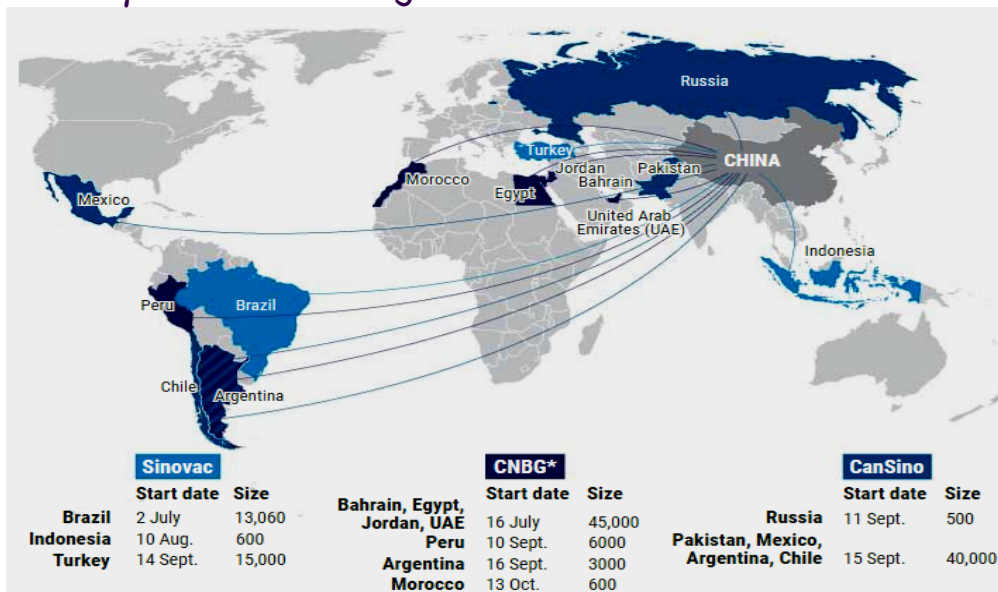 Russia
CHINA
Turkey
Jordan
Pakistan
Morocco
Bahrain
Egypt
Mexico
United Arab
Emirates (UAE)
Indonesia
Peru
Brazil
Chile
Argentina
Sinovac
Start date Size
Brazil 2 July 13,060
Indonesia 10 Aug. 600
Turkey 14 Sept. 15,000
CNBG*
Start date Size
Bahrain, Egypt,
Jordan, UAE 16 July 45,000
Peru 10 Sept. 6000
Argentina 16 Sept. 3000
Morocco 13 Oct. 600
CanSino
Start date Size
Russia 11 Sept. 500
Pakistan, Mexico,
Argentina, Chile 15 Sept. 40,000